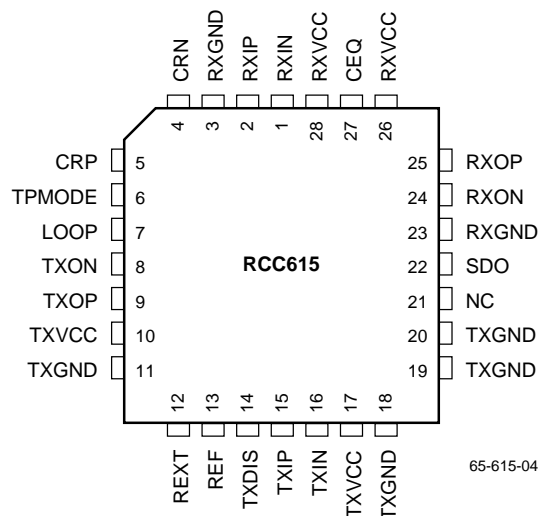 CRN RXGND RXIP RXIN RXVCC CEQ RXVCC
4 3 2 1 28 27 26
CRP 5 25 RXOP
TPMODE 6 24 RXON
LOOP 7 23 RXGND
TXON 8 RCC615 22 SDO
TXOP 9 21 NC
TXVCC 10 20 TXGND
TXGND 11 19 TXGND
12 13 14 15 16 17 18
REXT REF TXDIS TXIP TXIN TXVCC TXGND
65-615-04